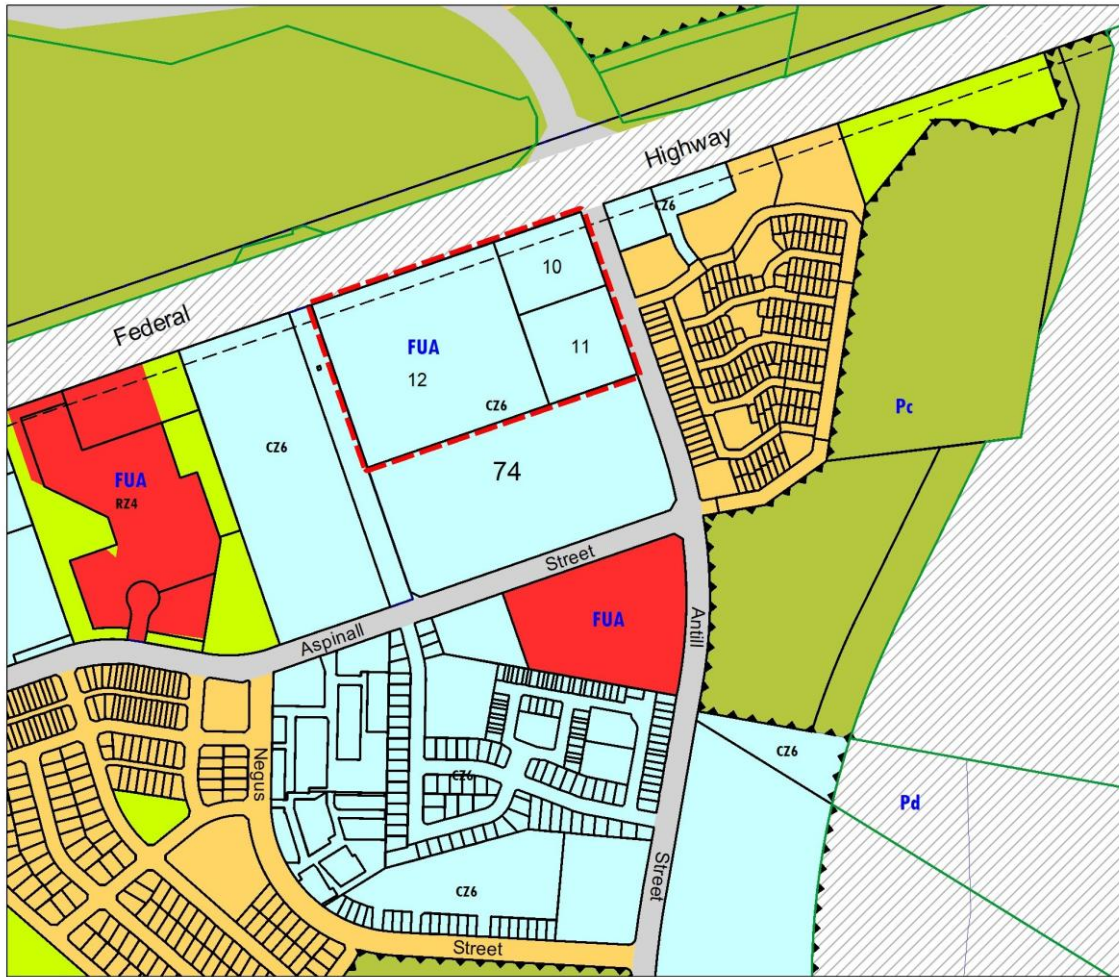 Highway
CZ6
Federal
10
FUA
12
11
CZ6
Pc
CZ6
FUA
RZ4
74
Street
Aspinall
FUA
Antill
Negus
CZ6
CZ6
Pd
CZ6
Street
Street